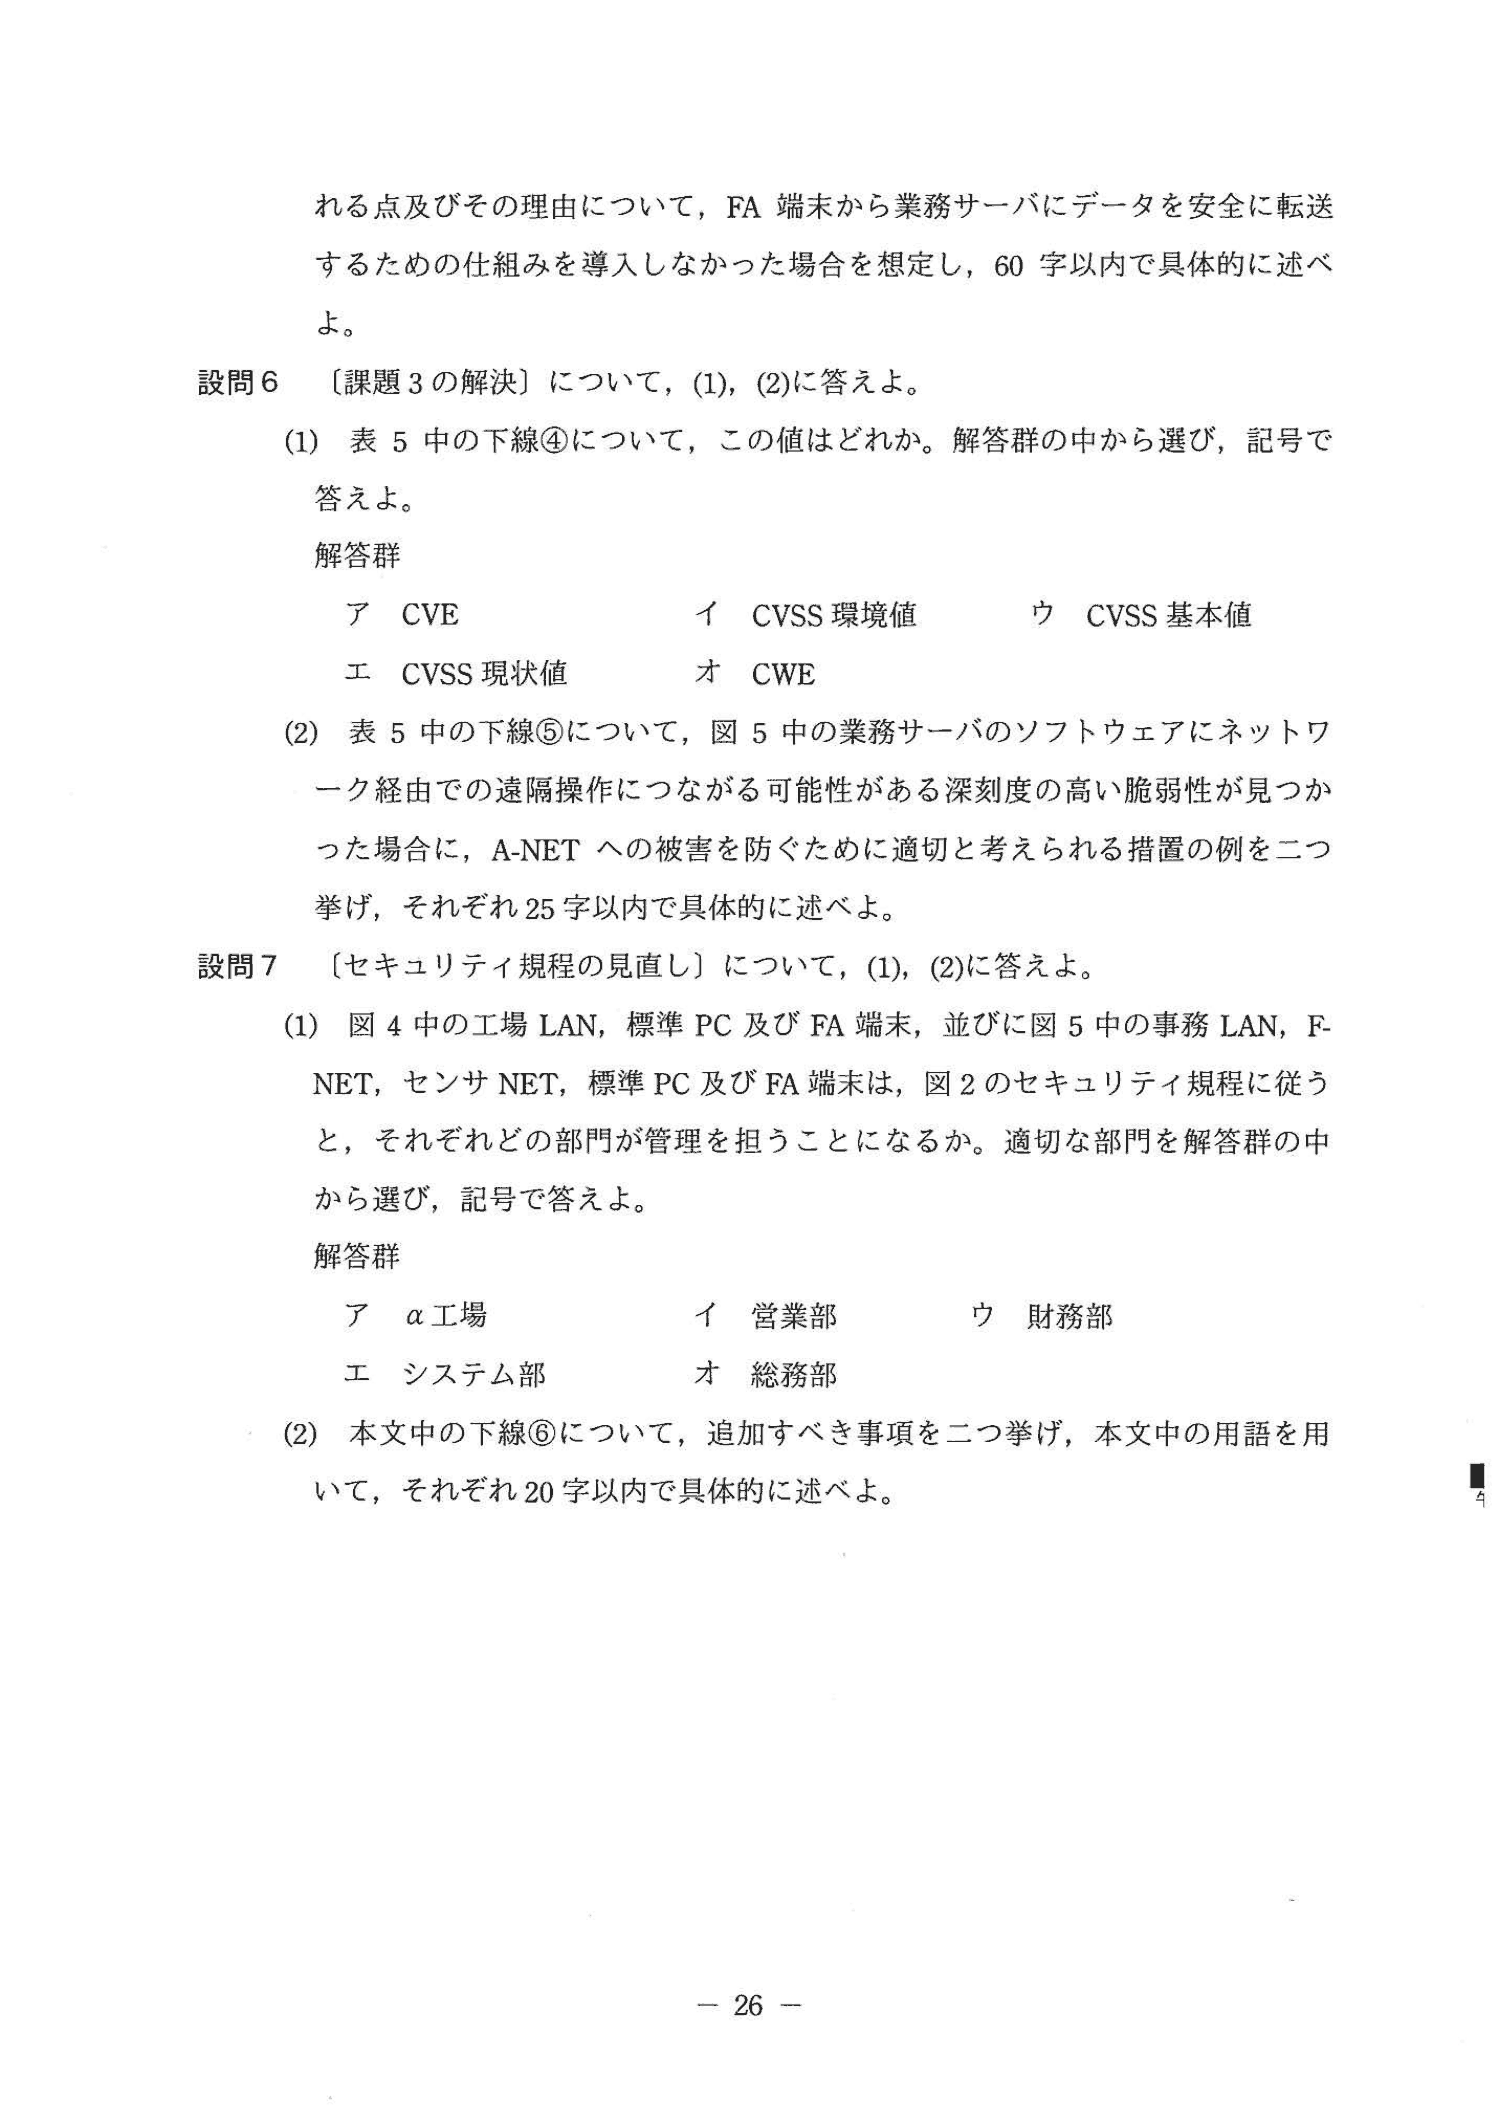 れる点及びその理由について，FA 端末から業務サーバにデータを安全に転送
するための仕組みを導入しなかった場合を想定し，60 字以内で具体的に述べ
よ。
設問６　〔課題 3 の解決〕について，(1)，(2)に答えよ。
(1)　表 5 中の下線④について，この値はどれか。解答群の中から選び，記号で
答えよ。
解答群
ア　CVE　イ　CVSS 環境値　ウ　CVSS 基本値
エ　CVSS 現状値　オ　CWE
(2)　表 5 中の下線⑤について，図 5 中の業務サーバのソフトウェアにネットワ
ーク経由での遠隔操作につながる可能性がある深刻度の高い脆弱性が見つか
った場合に，A-NET への被害を防ぐために適切と考えられる措置の例を二つ
挙げ，それぞれ 25 字以内で具体的に述べよ。
設問７　〔セキュリティ規程の見直し〕について，(1)，(2)に答えよ。
(1)　図 4 中の工場 LAN，標準 PC 及び FA 端末，並びに図 5 中の事務 LAN，F-
NET，センサ NET，標準 PC 及び FA 端末は，図 2 のセキュリティ規程に従う
と，それぞれどの部門が管理を担うことになるか。適切な部門を解答群の中
から選び，記号で答えよ。
解答群
ア　α 工場　イ　営業部　ウ　財務部
エ　システム部　オ　総務部
(2)　本文中の下線⑥について，追加すべき事項を二つ挙げ，本文中の用語を用
いて，それぞれ 20 字以内で具体的に述べよ。
－ 26 －